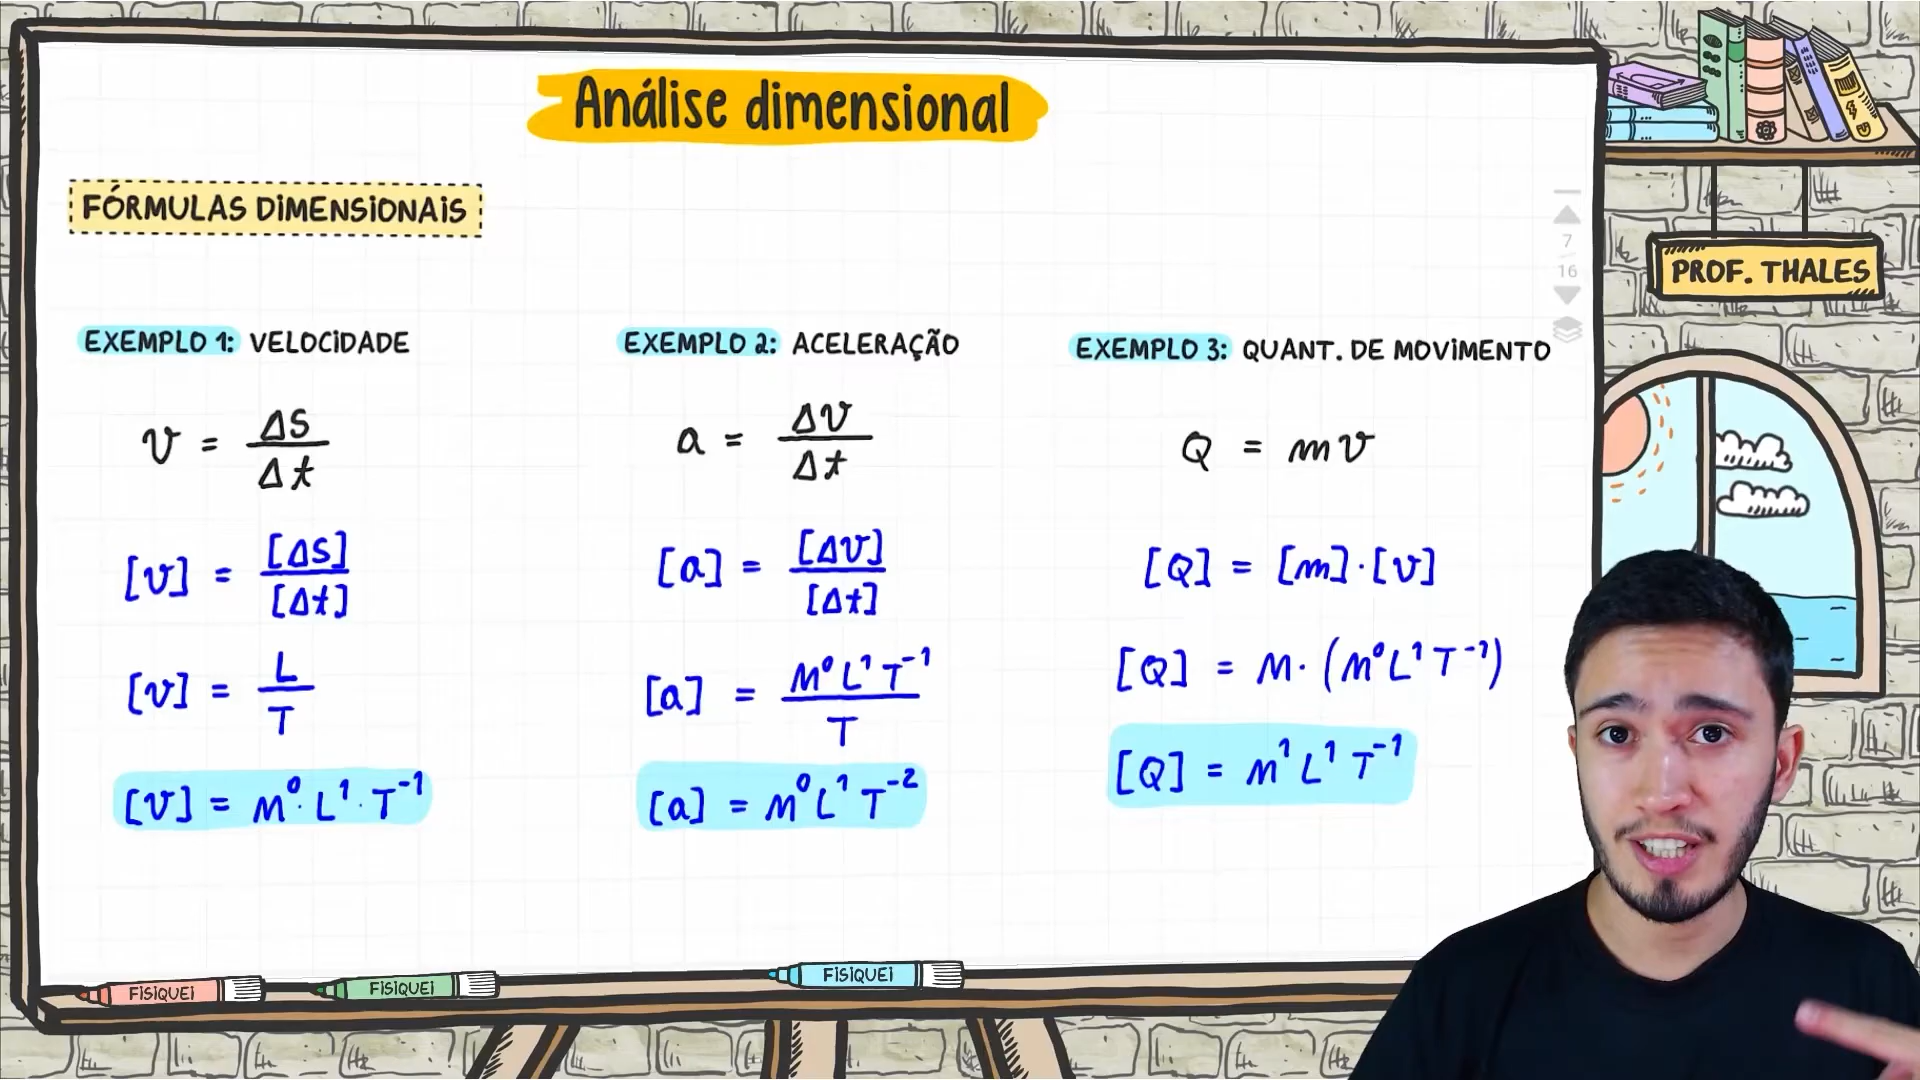 Análise dimensional
FÓRMULAS DIMENSIONAIS
7
16
PROF. THALES
EXEMPLO 1: VELOCIDADE
v = ΔS / Δt
[v] = [ΔS] / [Δt]
[v] = L / T
[v] = M⁰·L¹·T⁻¹
EXEMPLO 2: ACELERAÇÃO
a = Δv / Δt
[a] = [Δv] / [Δt]
[a] = M⁰L¹T⁻¹ / T
[a] = M⁰L¹T⁻²
EXEMPLO 3: QUANT. DE MOVIMENTO
Q = mv
[Q] = [m]·[v]
[Q] = M·(M⁰L¹T⁻¹)
[Q] = M¹L¹T⁻¹
FISIQUEI
FISIQUEI
FISIQUEI